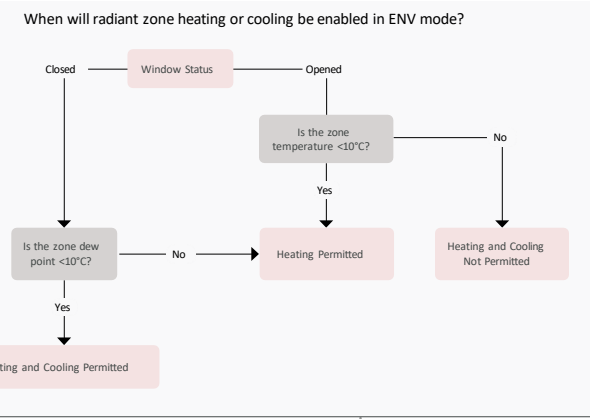 When will radiant zone heating or cooling be enabled in ENV mode?
Closed
Window Status
Opened
Is the zone
temperature <10°C?
No
Yes
Is the zone dew
point <10°C?
No
Heating Permitted
Heating and Cooling
Not Permitted
Yes
ting and Cooling Permitted